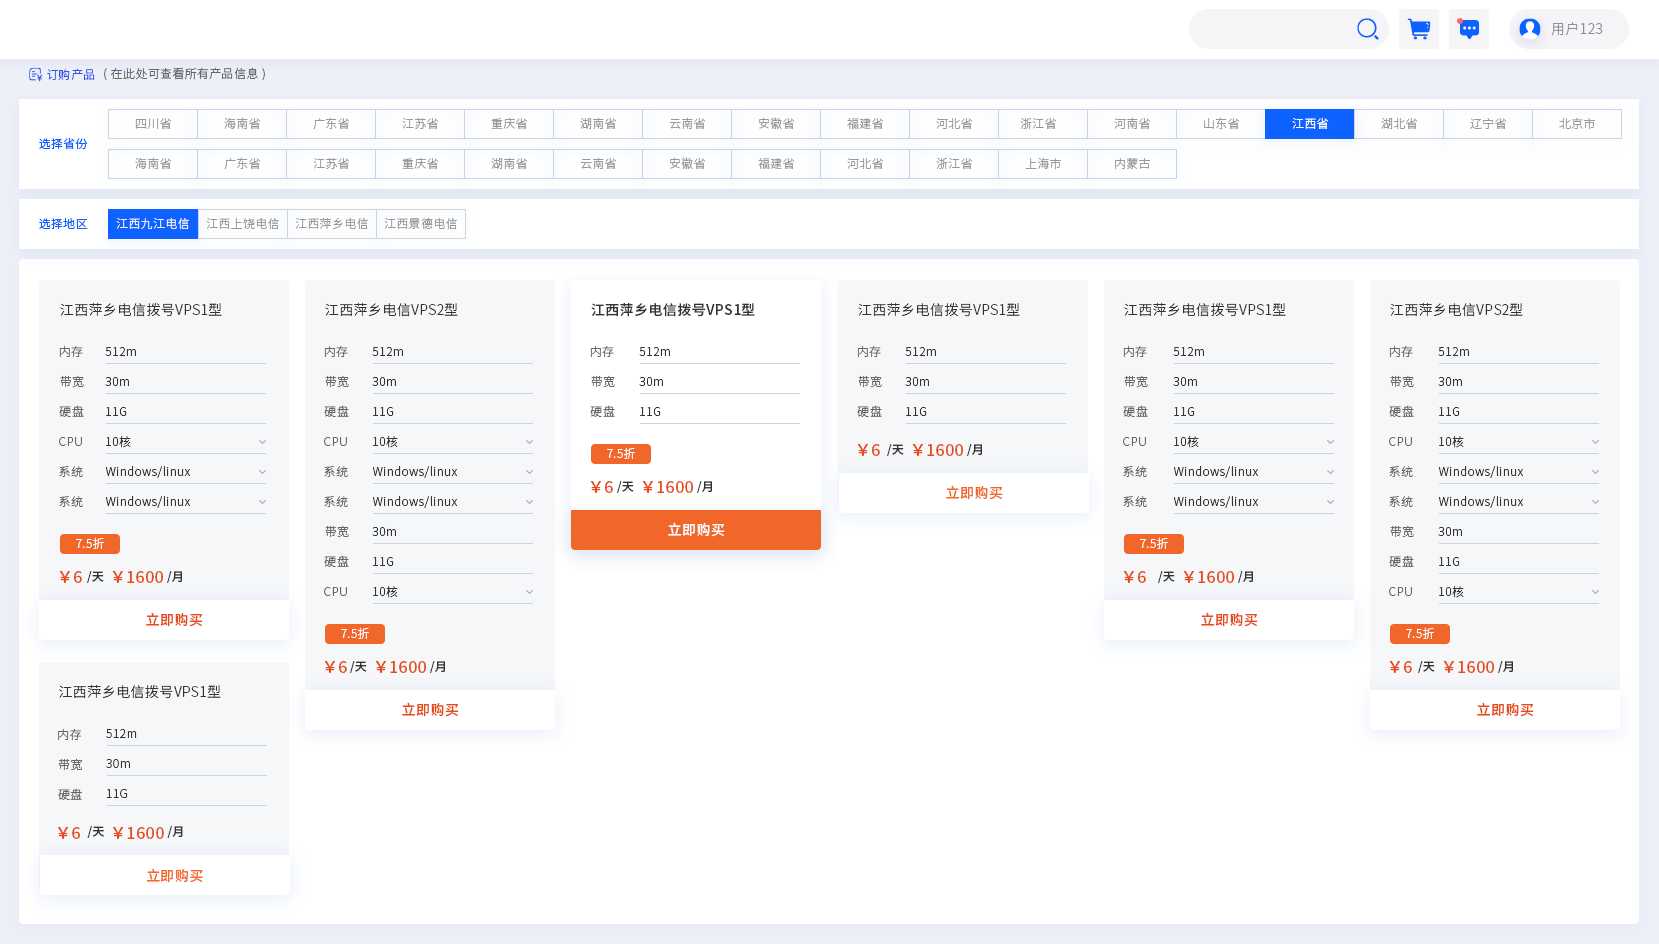 用户123
订购产品 ( 在此处可查看所有产品信息 )
选择省份
四川省 海南省 广东省 江苏省 重庆省 湖南省 云南省 安徽省 福建省 河北省 浙江省 河南省 山东省 江西省 湖北省 辽宁省 北京市
海南省 广东省 江苏省 重庆省 湖南省 云南省 安徽省 福建省 河北省 浙江省 上海市 内蒙古
选择地区 江西九江电信 江西上饶电信 江西萍乡电信 江西景德电信
江西萍乡电信拨号VPS1型
内存 512m
带宽 30m
硬盘 11G
CPU 10核
系统 Windows/linux
系统 Windows/linux
7.5折
¥6 /天 ¥1600 /月
立即购买
江西萍乡电信VPS2型
内存 512m
带宽 30m
硬盘 11G
CPU 10核
系统 Windows/linux
系统 Windows/linux
带宽 30m
硬盘 11G
CPU 10核
7.5折
¥6 /天 ¥1600 /月
立即购买
江西萍乡电信拨号VPS1型
内存 512m
带宽 30m
硬盘 11G
7.5折
¥6 /天 ¥1600 /月
立即购买
江西萍乡电信拨号VPS1型
内存 512m
带宽 30m
硬盘 11G
¥6 /天 ¥1600 /月
立即购买
江西萍乡电信拨号VPS1型
内存 512m
带宽 30m
硬盘 11G
CPU 10核
系统 Windows/linux
系统 Windows/linux
7.5折
¥6 /天 ¥1600 /月
立即购买
江西萍乡电信VPS2型
内存 512m
带宽 30m
硬盘 11G
CPU 10核
系统 Windows/linux
系统 Windows/linux
带宽 30m
硬盘 11G
CPU 10核
7.5折
¥6 /天 ¥1600 /月
立即购买
江西萍乡电信拨号VPS1型
内存 512m
带宽 30m
硬盘 11G
¥6 /天 ¥1600 /月
立即购买